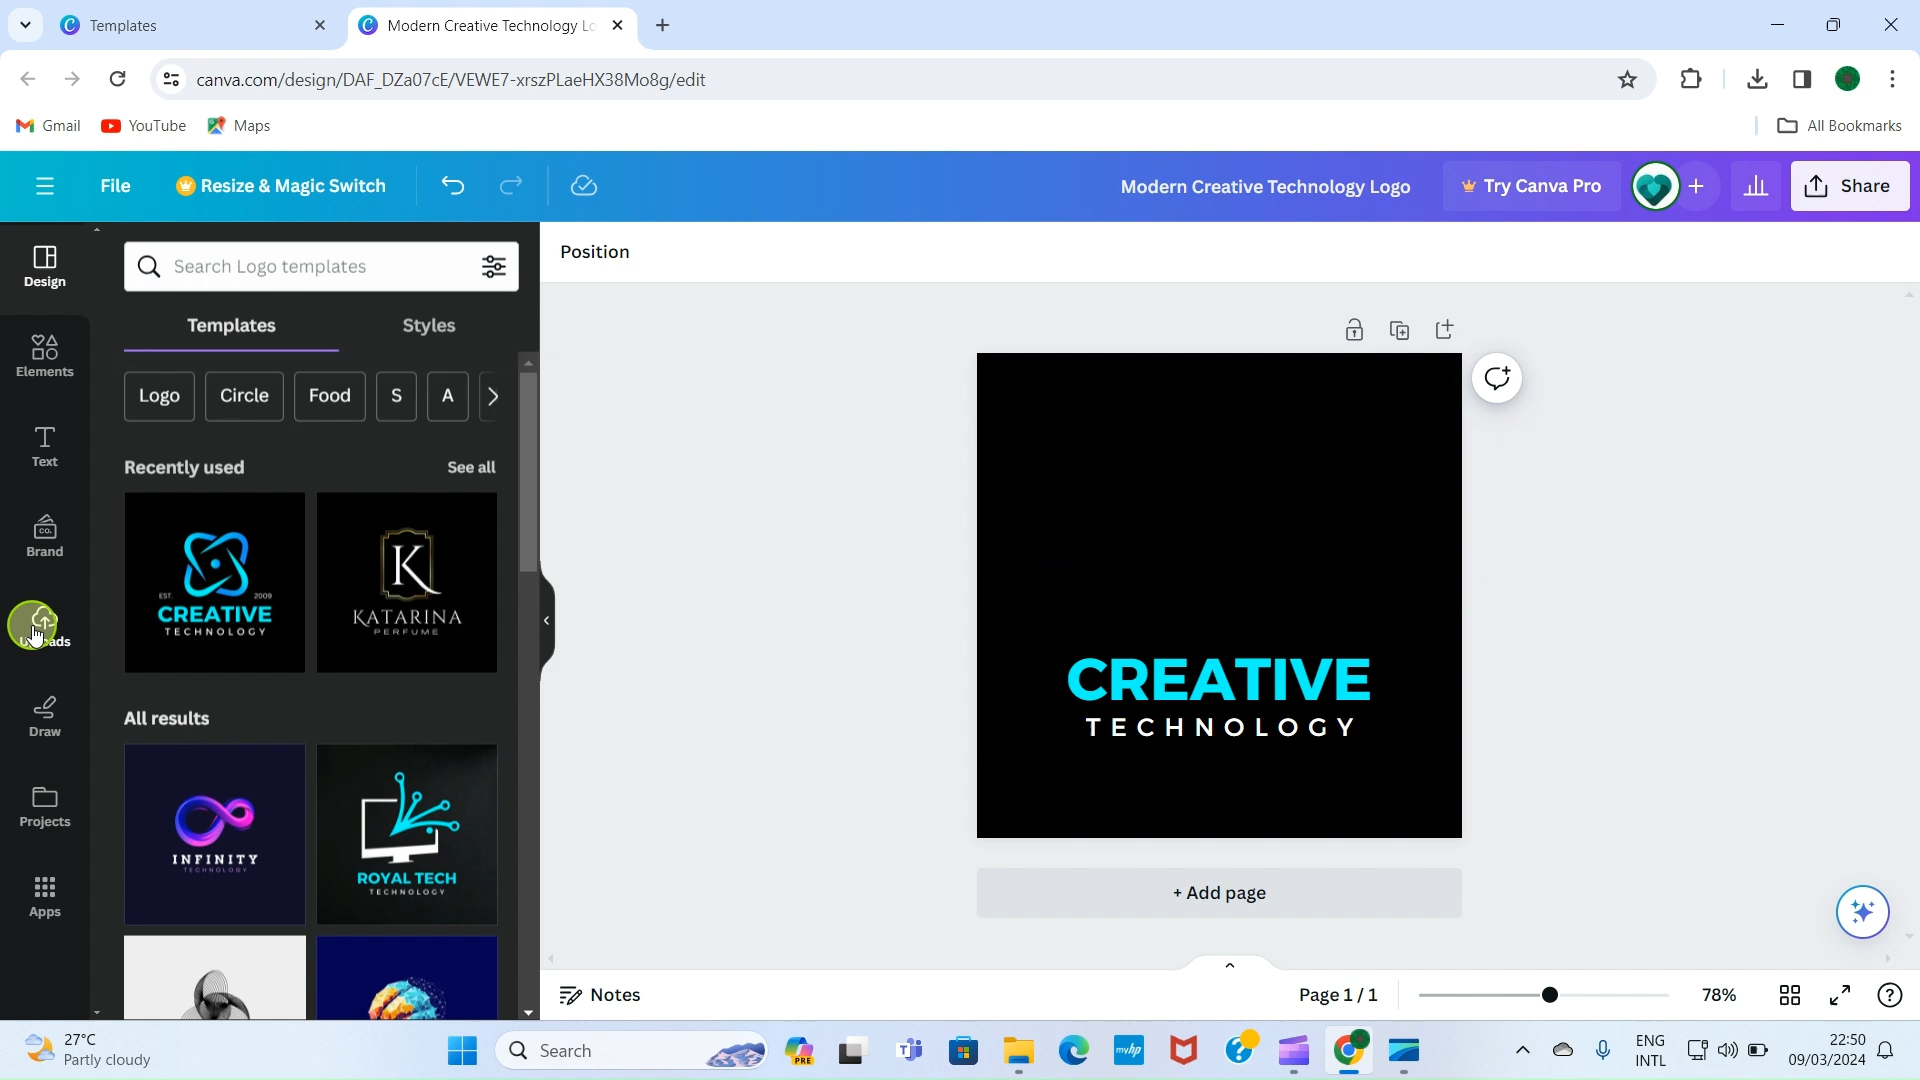 Templates
Modern Creative Technology Lo
canva.com/design/DAF_DZa07cE/VEWE7-xrszPLaeHX38Mo8g/edit
Gmail
YouTube
Maps
All Bookmarks
File
Resize & Magic Switch
Modern Creative Technology Logo
Try Canva Pro
Share
Design
Elements
Text
CO.
Brand
Draw
Projects
Apps
Search Logo templates
Templates
Styles
Logo
Circle
Food
S
A
Recently used
See all
EST. 2009
CREATIVE
TECHNOLOGY
K
KATARINA
PERFUME
All results
INFINITY
TECHNOLOGY
ROYAL TECH
TECHNOLOGY
Position
CREATIVE
TECHNOLOGY
+ Add page
Notes
Page 1 / 1
78%
27°C
Partly cloudy
Search
PRE
myhp
ENG
INTL
22:50
09/03/2024